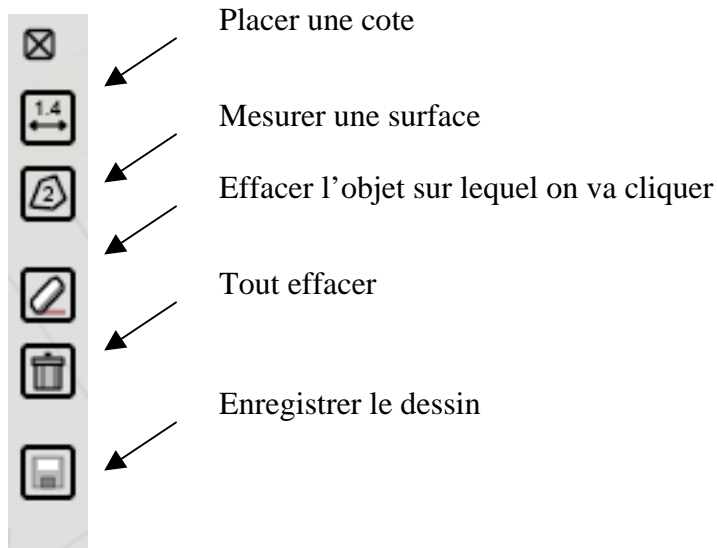 Placer une cote
1.4
Mesurer une surface
2
Effacer l’objet sur lequel on va cliquer
Tout effacer
Enregistrer le dessin